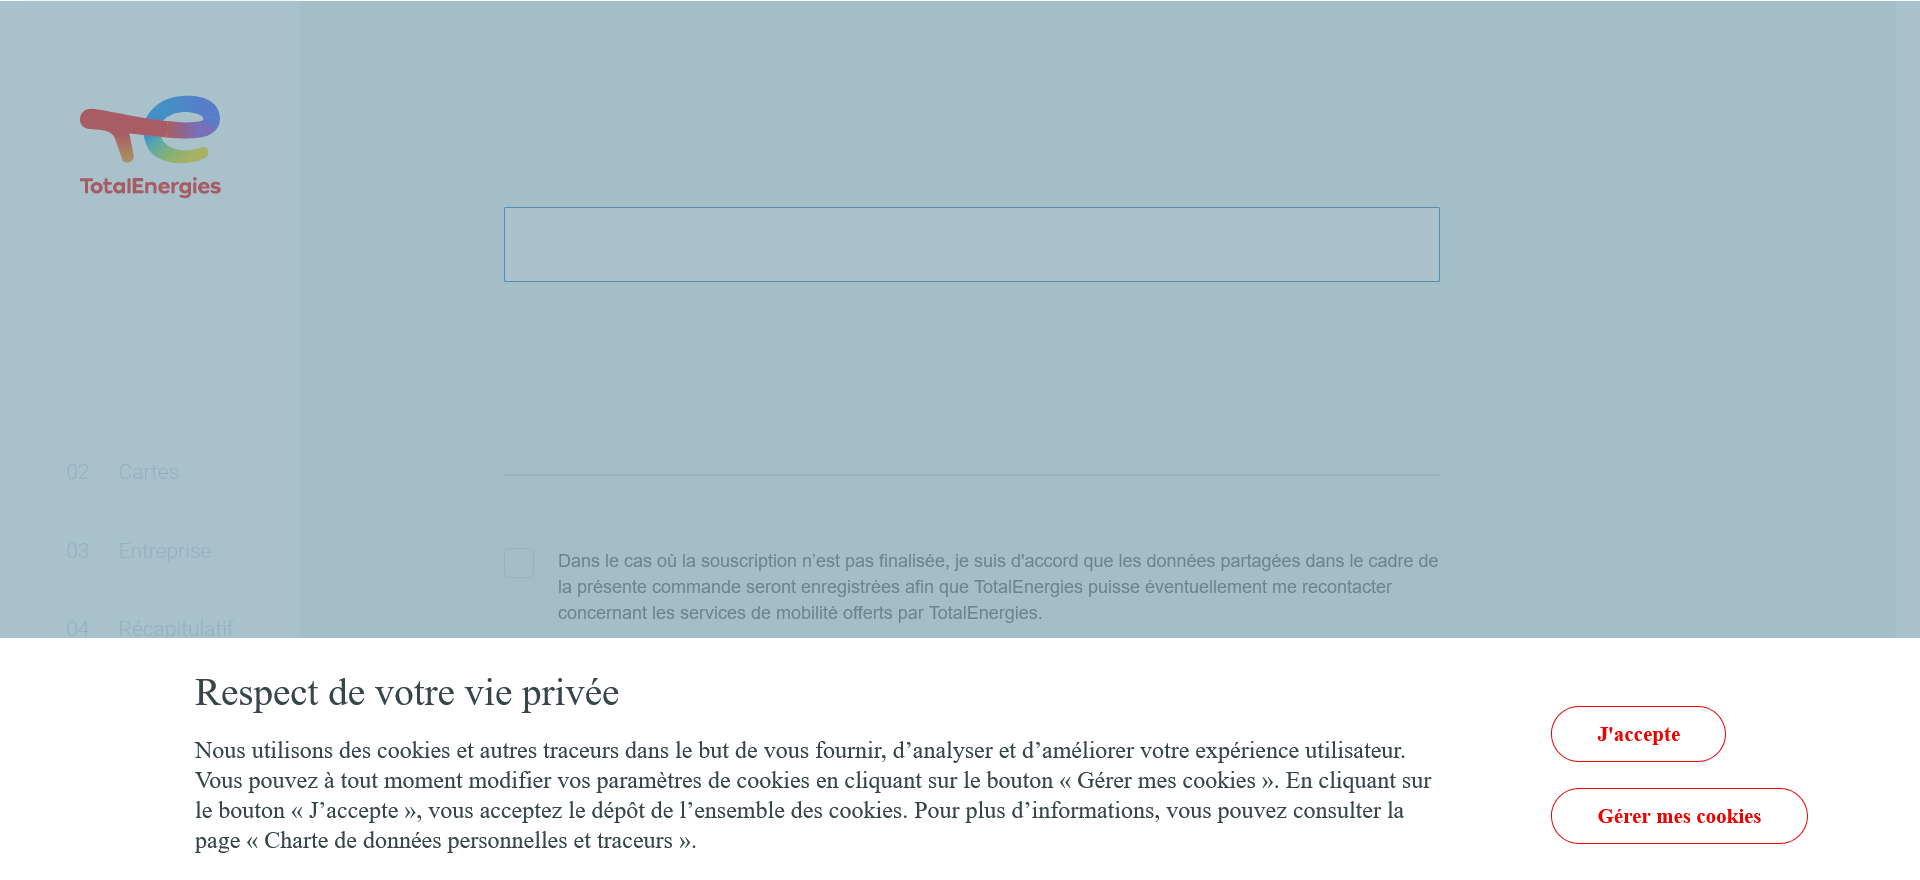 TotalEnergies
02 Cartes
03 Entreprise
04 Récapitulatif
Dans le cas où la souscription n’est pas finalisée, je suis d'accord que les données partagées dans le cadre de
la présente commande seront enregistrées afin que TotalEnergies puisse éventuellement me recontacter
concernant les services de mobilité offerts par TotalEnergies.
Respect de votre vie privée
Nous utilisons des cookies et autres traceurs dans le but de vous fournir, d’analyser et d’améliorer votre expérience utilisateur.
Vous pouvez à tout moment modifier vos paramètres de cookies en cliquant sur le bouton « Gérer mes cookies ». En cliquant sur
le bouton « J’accepte », vous acceptez le dépôt de l’ensemble des cookies. Pour plus d’informations, vous pouvez consulter la
page « Charte de données personnelles et traceurs ».
J'accepte
Gérer mes cookies